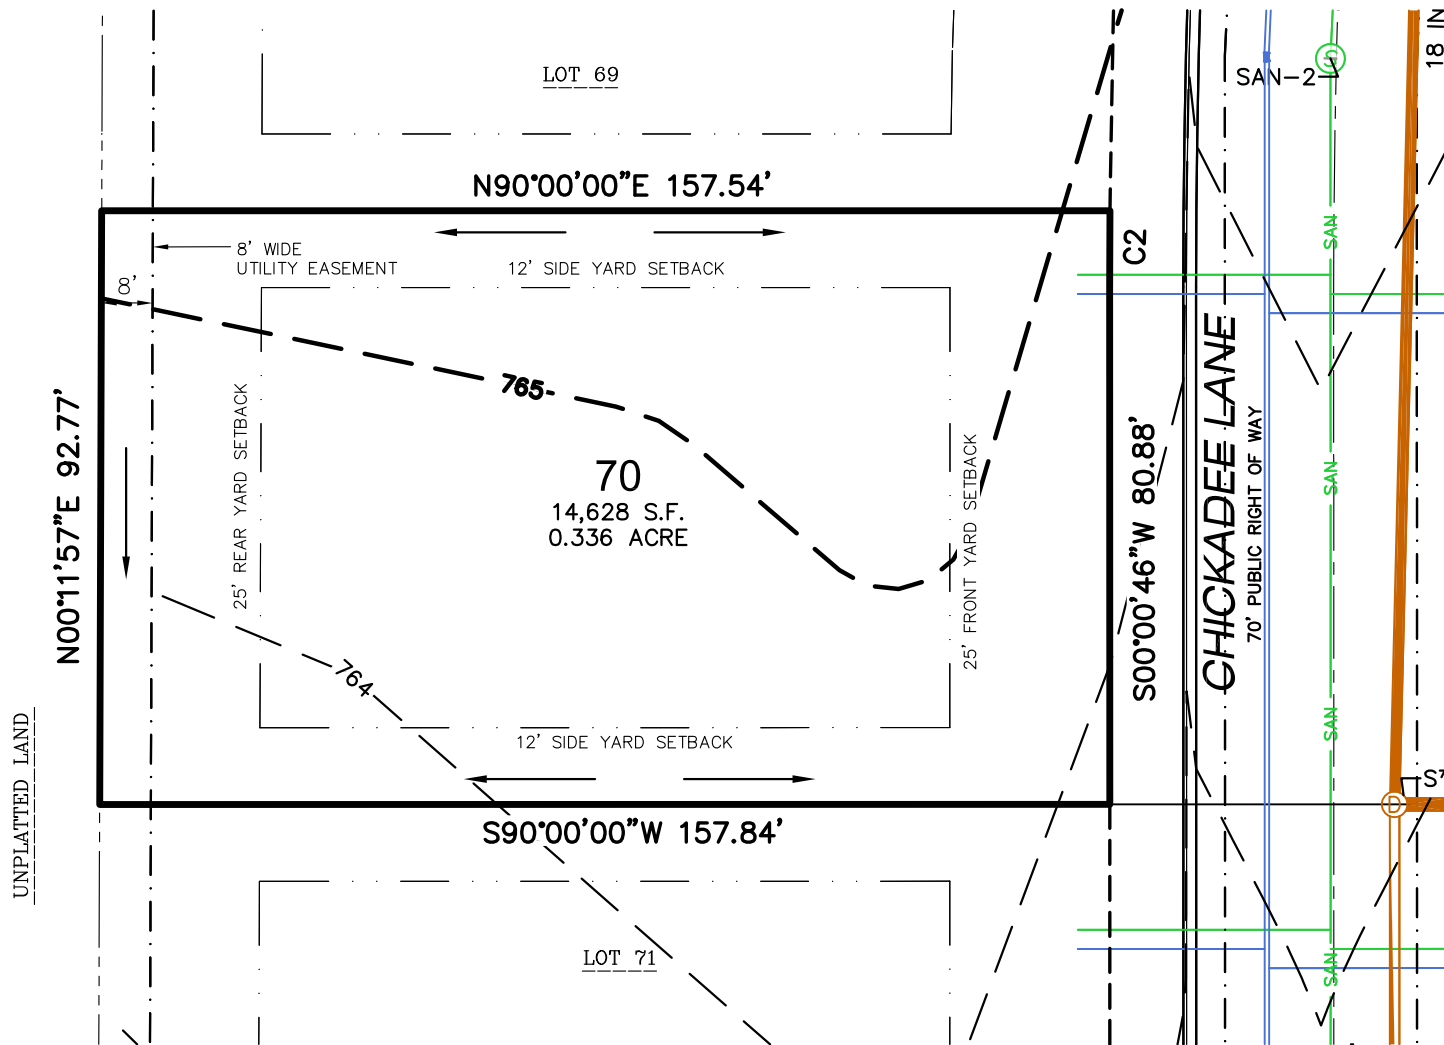 LOT 69
18 IN
SAN-2
N90°00'00"E 157.54'
8' WIDE
UTILITY EASEMENT
12' SIDE YARD SETBACK
C2
SAN
8'
765
N00°11'57"E 92.77'
25' REAR YARD SETBACK
70
14,628 S.F.
0.336 ACRE
25' FRONT YARD SETBACK
S00°00'46"W 80.88'
CHICKADEE LANE
70' PUBLIC RIGHT OF WAY
SAN
764
SAN
UNPLATTED LAND
12' SIDE YARD SETBACK
D
S90°00'00"W 157.84'
LOT 71
SAN